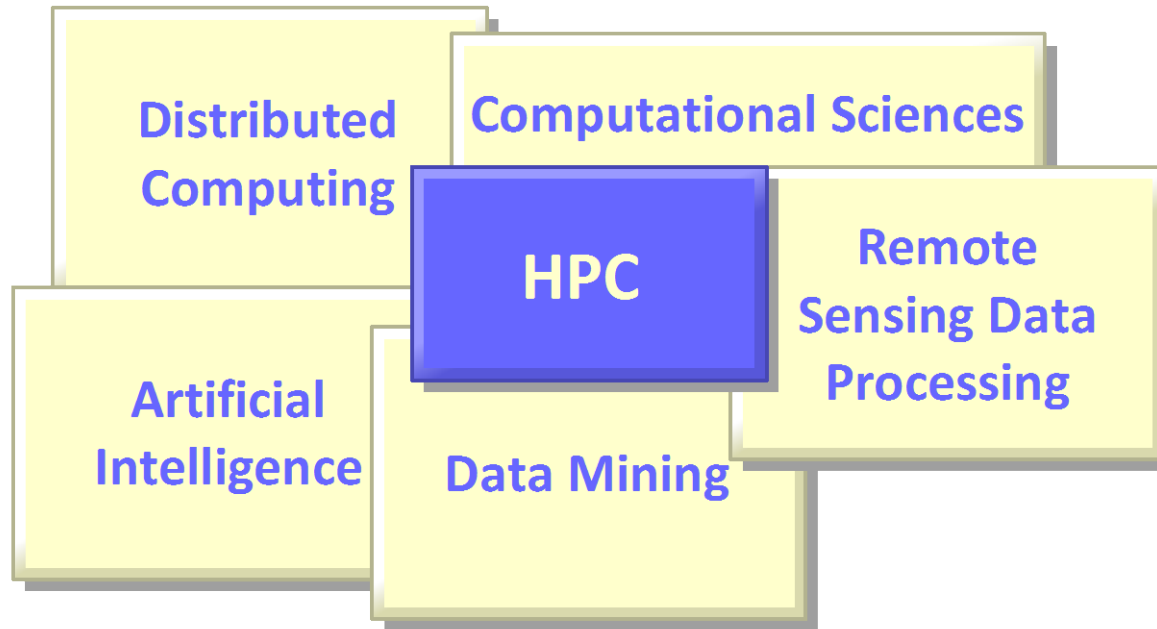 Distributed
Computing
Computational Sciences
HPC
Remote
Sensing Data
Processing
Artificial
Intelligence
Data Mining